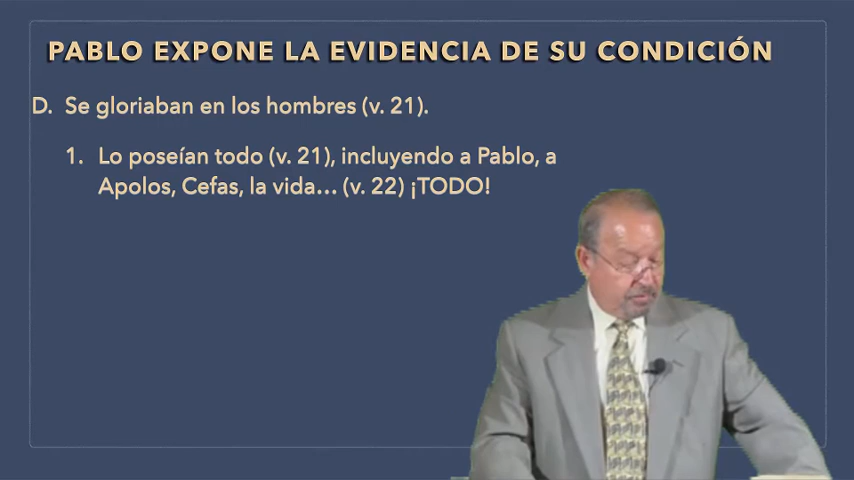 PABLO EXPONE LA EVIDENCIA DE SU CONDICIÓN
D. Se gloriaban en los hombres (v. 21).
1. Lo poseían todo (v. 21), incluyendo a Pablo, a
Apolos, Cefas, la vida... (v. 22) ¡TODO!